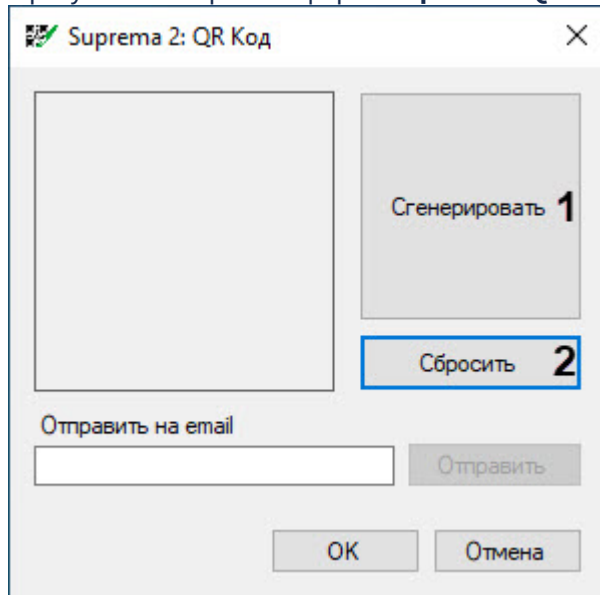 Suprema 2: QR Код
Сгенерировать 1
Сбросить 2
Отправить на email
Отправить
OK Отмена